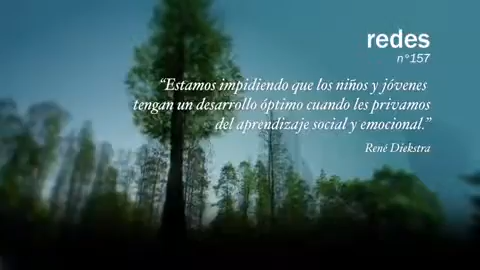 redes
n°157
“Estamos impidiendo que los niños y jóvenes
tengan un desarrollo óptimo cuando les privamos
del aprendizaje social y emocional.”
René Diekstra